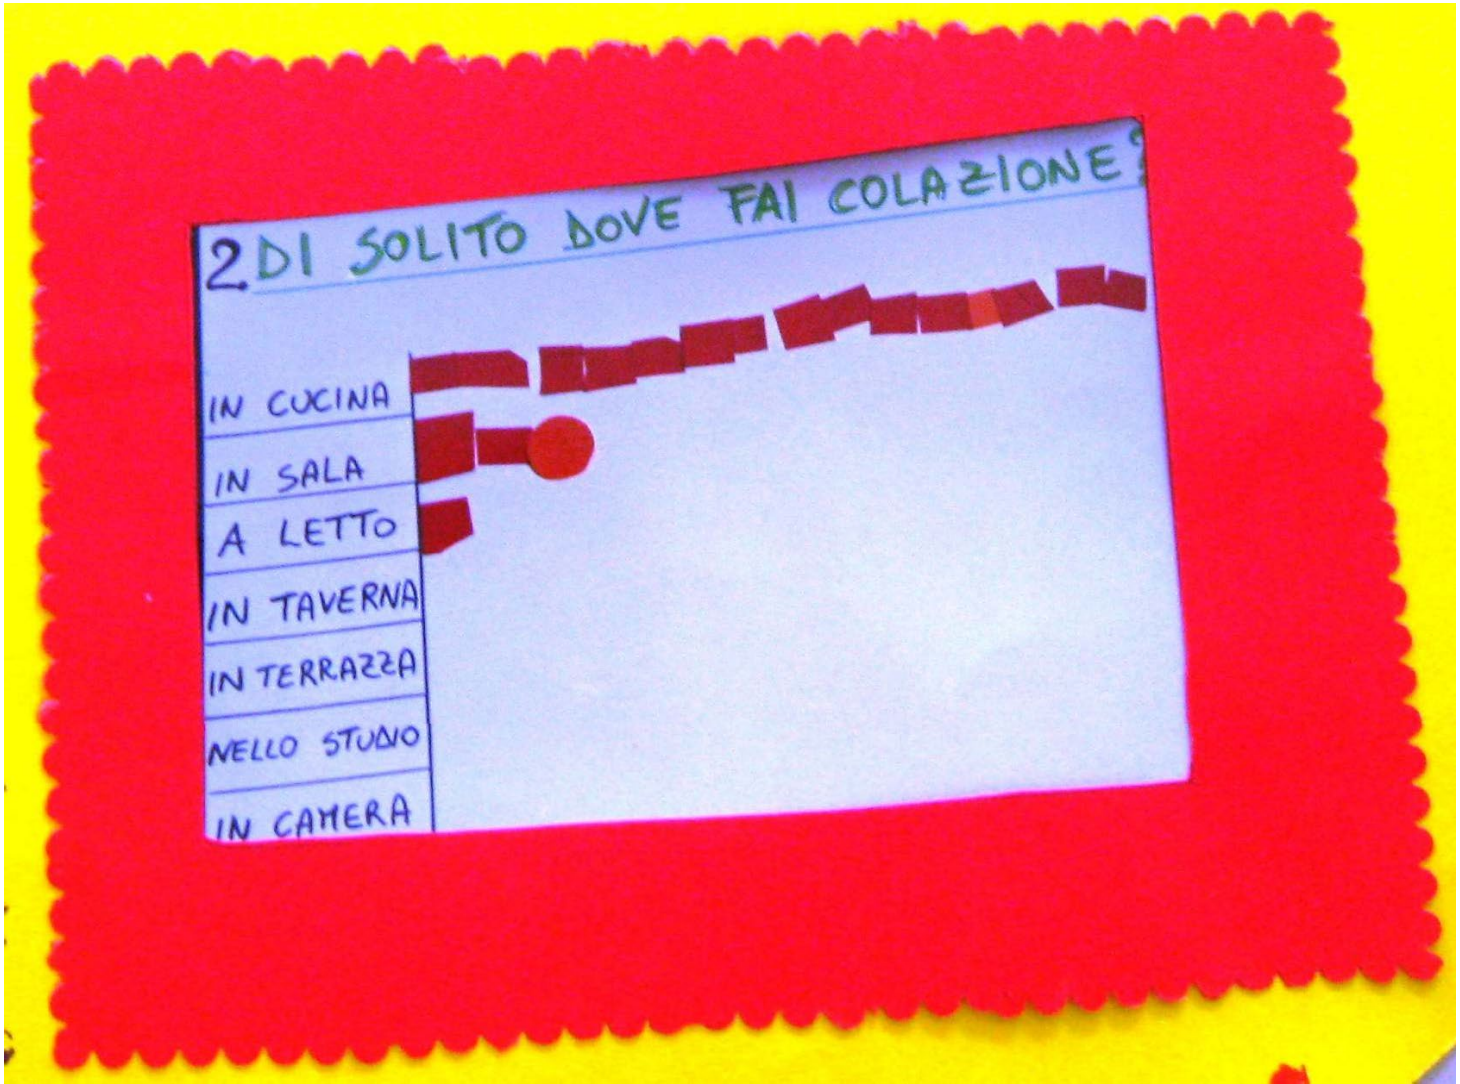 2 DI SOLITO DOVE FAI COLAZIONE?
IN CUCINA
IN SALA
A LETTO
IN TAVERNA
IN TERRAZZA
NELLO STUDIO
IN CAMERA